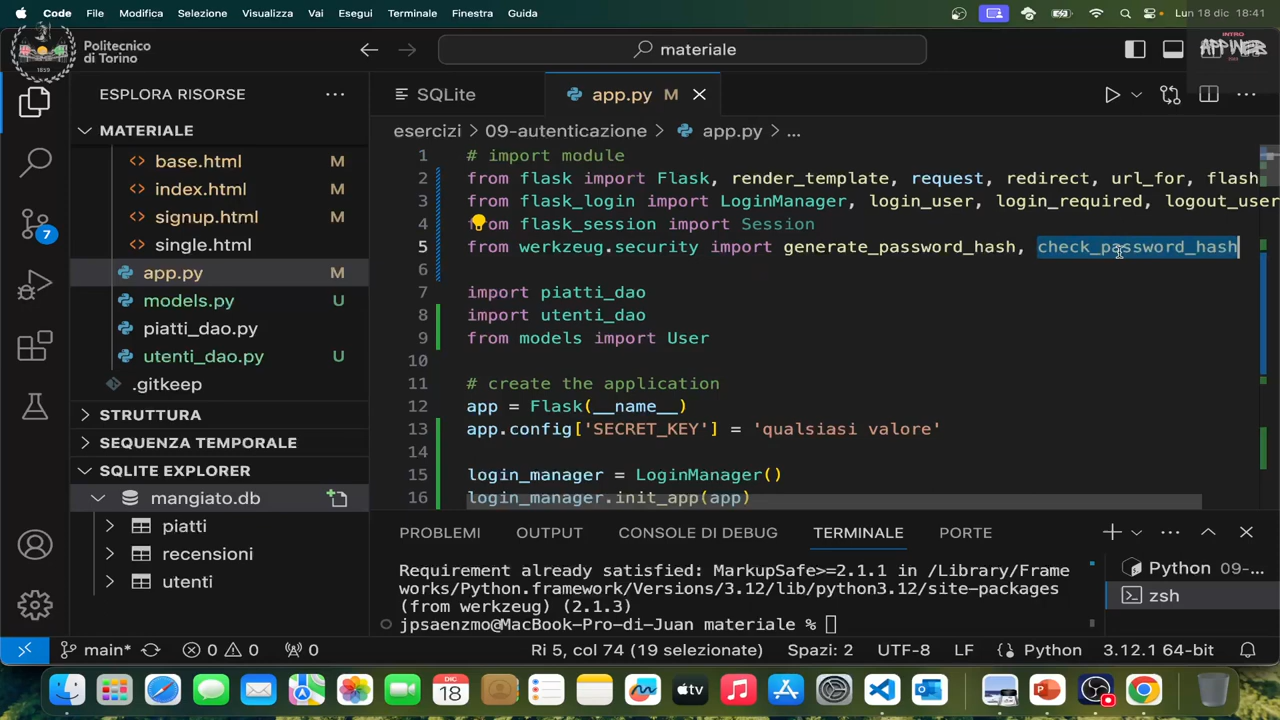 Code File Modifica Selezione Visualizza Vai Esegui Terminale Finestra Guida Lun 18 dic 18:41
Politecnico
di Torino
1859
materiale
INTRO
APPWEB
ESPLORA RISORSE
SQLite
app.py M
MATERIALE
esercizi > 09-autenticazione > app.py > ...
base.html M
index.html M
signup.html M
single.html M
app.py M
models.py U
piatti_dao.py
utenti_dao.py U
.gitkeep
STRUTTURA
SEQUENZA TEMPORALE
SQLITE EXPLORER
mangiato.db
piatti
recensioni
utenti
7
1 # import module
2 from flask import Flask, render_template, request, redirect, url_for, flash
3 from flask_login import LoginManager, login_user, login_required, logout_user
4 from flask_session import Session
5 from werkzeug.security import generate_password_hash, check_password_hash
6
7 import piatti_dao
8 import utenti_dao
9 from models import User
10
11 # create the application
12 app = Flask(__name__)
13 app.config['SECRET_KEY'] = 'qualsiasi valore'
14
15 login_manager = LoginManager()
16 login_manager.init_app(app)
PROBLEMI OUTPUT CONSOLE DI DEBUG TERMINALE PORTE
Requirement already satisfied: MarkupSafe>=2.1.1 in /Library/Frame
works/Python.framework/Versions/3.12/lib/python3.12/site-packages
(from werkzeug) (2.1.3)
jpsaenzmo@MacBook-Pro-di-Juan materiale %
Python 09-...
zsh
main* 0 0 0 Ri 5, col 74 (19 selezionate) Spazi: 2 UTF-8 LF Python 3.12.1 64-bit
DIC
18
tv